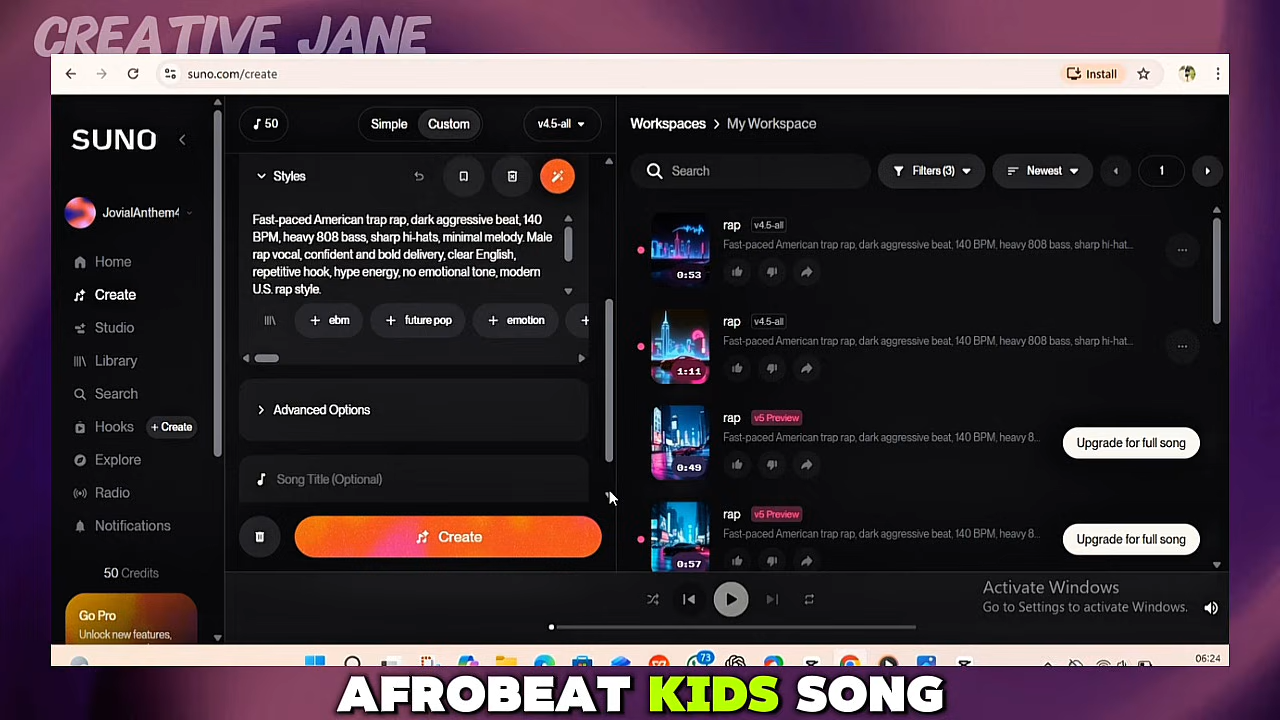 CREATIVE JANE
suno.com/create
Install
SUNO
JovialAnthem4
Home
Create
Studio
Library
Search
Hooks
+ Create
Explore
Radio
Notifications
50 Credits
Go Pro
Unlock new features,
50
Simple
Custom
v4.5-all
Styles
Fast-paced American trap rap, dark aggressive beat, 140
BPM, heavy 808 bass, sharp hi-hats, minimal melody. Male
rap vocal, confident and bold delivery, clear English,
repetitive hook, hype energy, no emotional tone, modern
U.S. rap style.
+ ebm
+ future pop
+ emotion
+
Advanced Options
Song Title (Optional)
Create
Workspaces > My Workspace
Search
Filters (3)
Newest
1
rap v4.5-all
Fast-paced American trap rap, dark aggressive beat, 140 BPM, heavy 808 bass, sharp hi-hat...
0:53
rap v4.5-all
Fast-paced American trap rap, dark aggressive beat, 140 BPM, heavy 808 bass, sharp hi-hat...
1:11
rap v5 Preview
Fast-paced American trap rap, dark aggressive beat, 140 BPM, heavy 8...
Upgrade for full song
0:49
rap v5 Preview
Fast-paced American trap rap, dark aggressive beat, 140 BPM, heavy 8...
Upgrade for full song
0:57
Activate Windows
Go to Settings to activate Windows.
73
06:24
AFROBEAT KIDS SONG